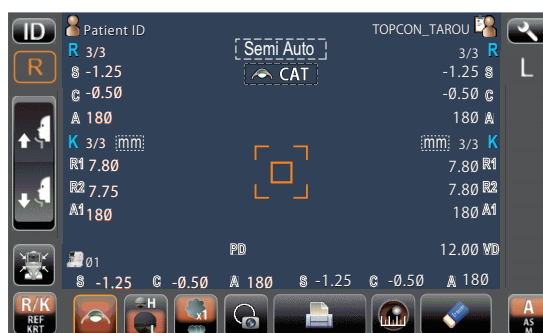 ID Patient ID TOPCON_TAROU
R R 3/3 Semi Auto 3/3 R L
S -1.25 CAT -1.25 S
C -0.50 -0.50 C
A 180 180 A
K 3/3 mm mm 3/3 K
R1 7.80 7.80 R1
R2 7.75 7.80 R2
A1 180 180 A1
01 PD 12.00 VD
S -1.25 C -0.50 A 180 S -1.25 C -0.50 A 180
R/K H x1 A
REF AS
KRT M